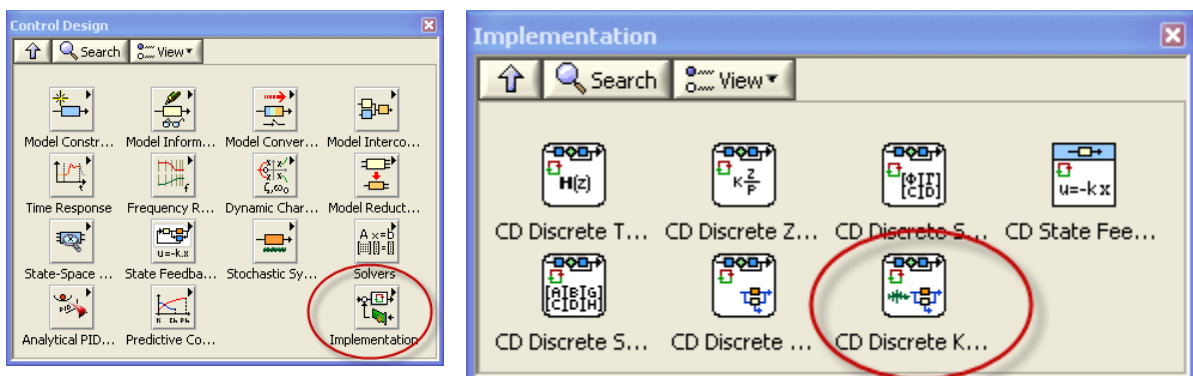 Control Design
Search View
Model Constr... Model Inform... Model Conver... Model Interco...
Time Response Frequency R... Dynamic Char... Model Reduct...
State-Space ... State Feedba... Stochastic Sy... Solvers
Analytical PID... Predictive Co... Implementation
Implementation
Search View
H(z)
K Z/P
CD Discrete T... CD Discrete Z... CD Discrete S... CD State Fee...
u=-kx
CD Discrete S... CD Discrete ... CD Discrete K...